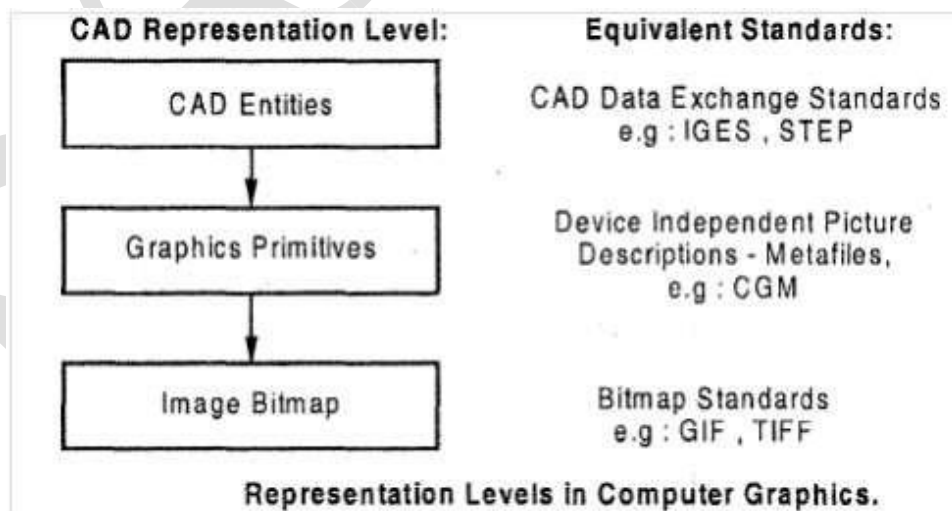 CAD Representation Level:
Equivalent Standards:
CAD Entities
CAD Data Exchange Standards
e.g : IGES , STEP
Graphics Primitives
Device Independent Picture
Descriptions - Metafiles,
e.g : CGM
Image Bitmap
Bitmap Standards
e.g : GIF , TIFF
Representation Levels in Computer Graphics.